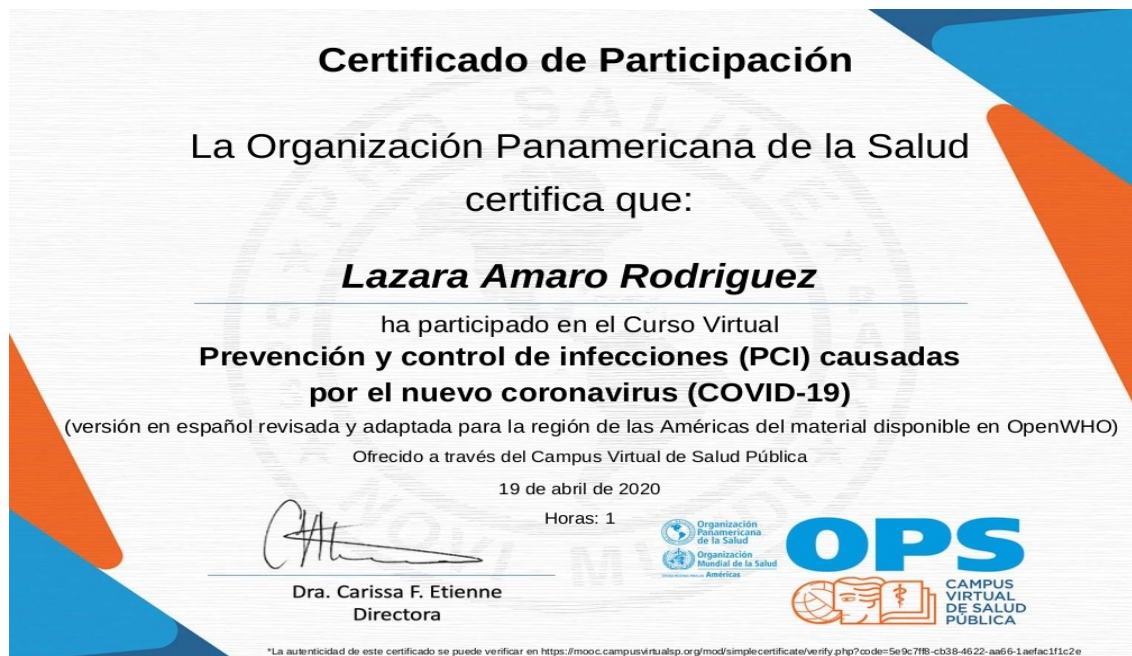 Certificado de Participación
La Organización Panamericana de la Salud
certifica que:
Lazara Amaro Rodriguez
ha participado en el Curso Virtual
Prevención y control de infecciones (PCI) causadas
por el nuevo coronavirus (COVID-19)
(versión en español revisada y adaptada para la región de las Américas del material disponible en OpenWHO)
Ofrecido a través del Campus Virtual de Salud Pública
19 de abril de 2020
Horas: 1
Dra. Carissa F. Etienne
Directora
Organización
Panamericana
de la Salud
Organización
Mundial de la Salud
Américas
OPS
CAMPUS
VIRTUAL
DE SALUD
PÚBLICA
*La autenticidad de este certificado se puede verificar en https://mooc.campusvirtualsp.org/mod/simplecertificate/verify.php?code=5e9c7ff8-cb38-4622-aa66-1aefac1f1c2e
PRO SALUTE
NOVI MUNDI